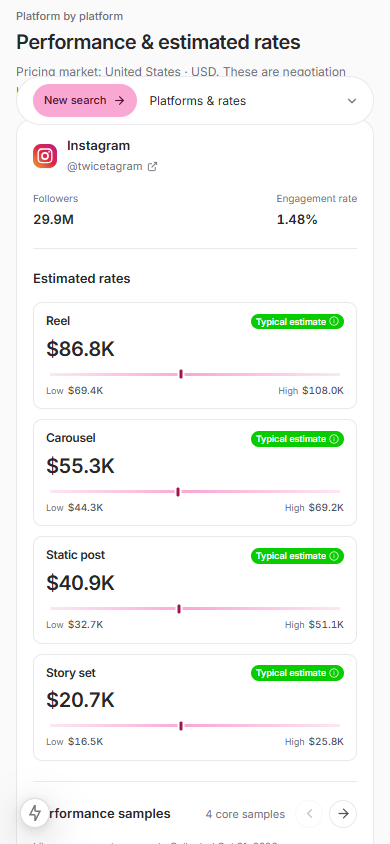 Platform by platform
Performance & estimated rates
Pricing market: United States · USD. These are negotiation
New search → Platforms & rates
Instagram
@twicetagram
Followers Engagement rate
29.9M 1.48%
Estimated rates
Reel Typical estimate
$86.8K
Low $69.4K High $108.0K
Carousel Typical estimate
$55.3K
Low $44.3K High $69.2K
Static post Typical estimate
$40.9K
Low $32.7K High $51.1K
Story set Typical estimate
$20.7K
Low $16.5K High $25.8K
rformance samples 4 core samples